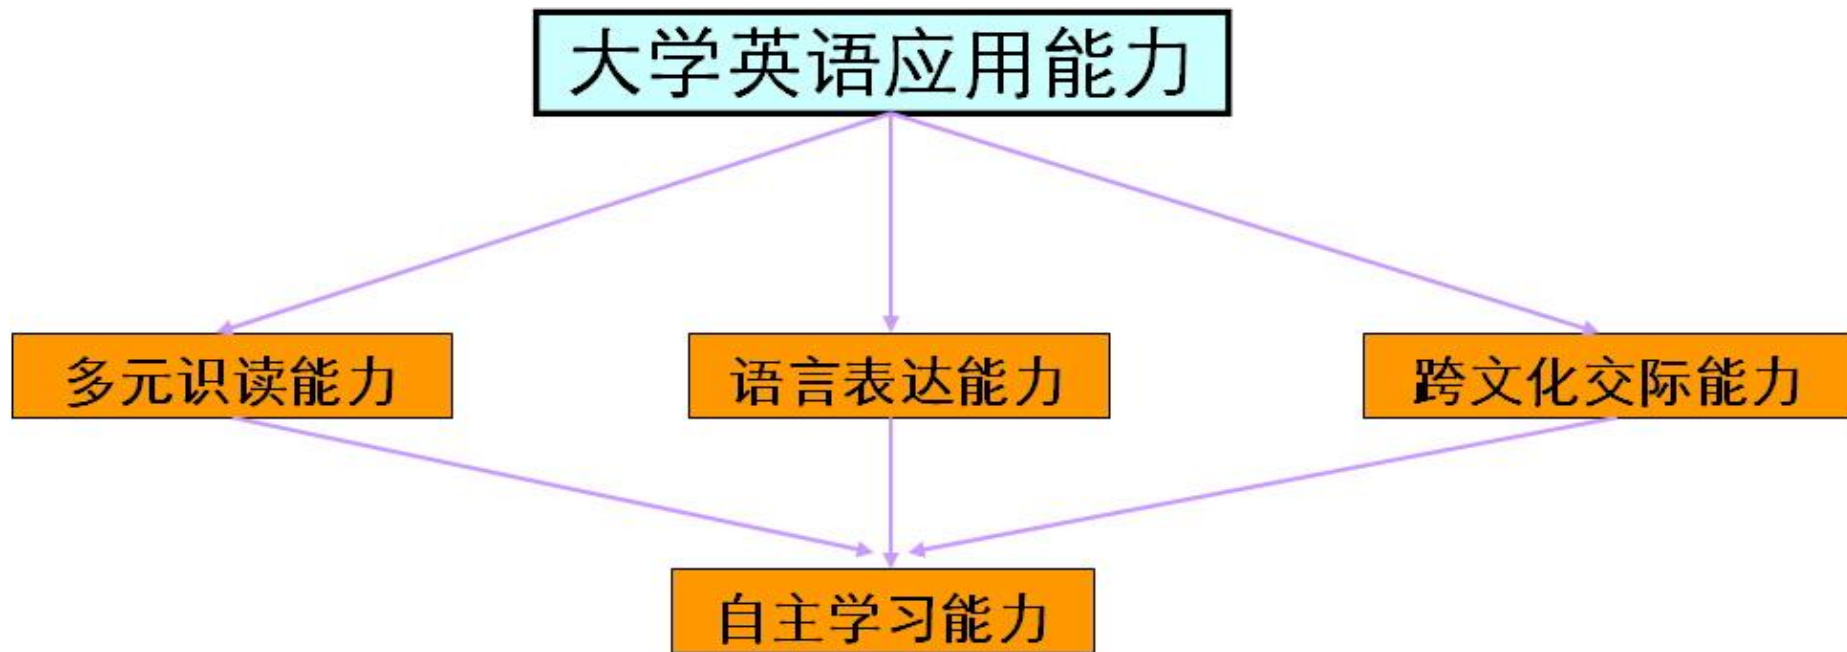 大学英语应用能力
多元识读能力
语言表达能力
跨文化交际能力
自主学习能力